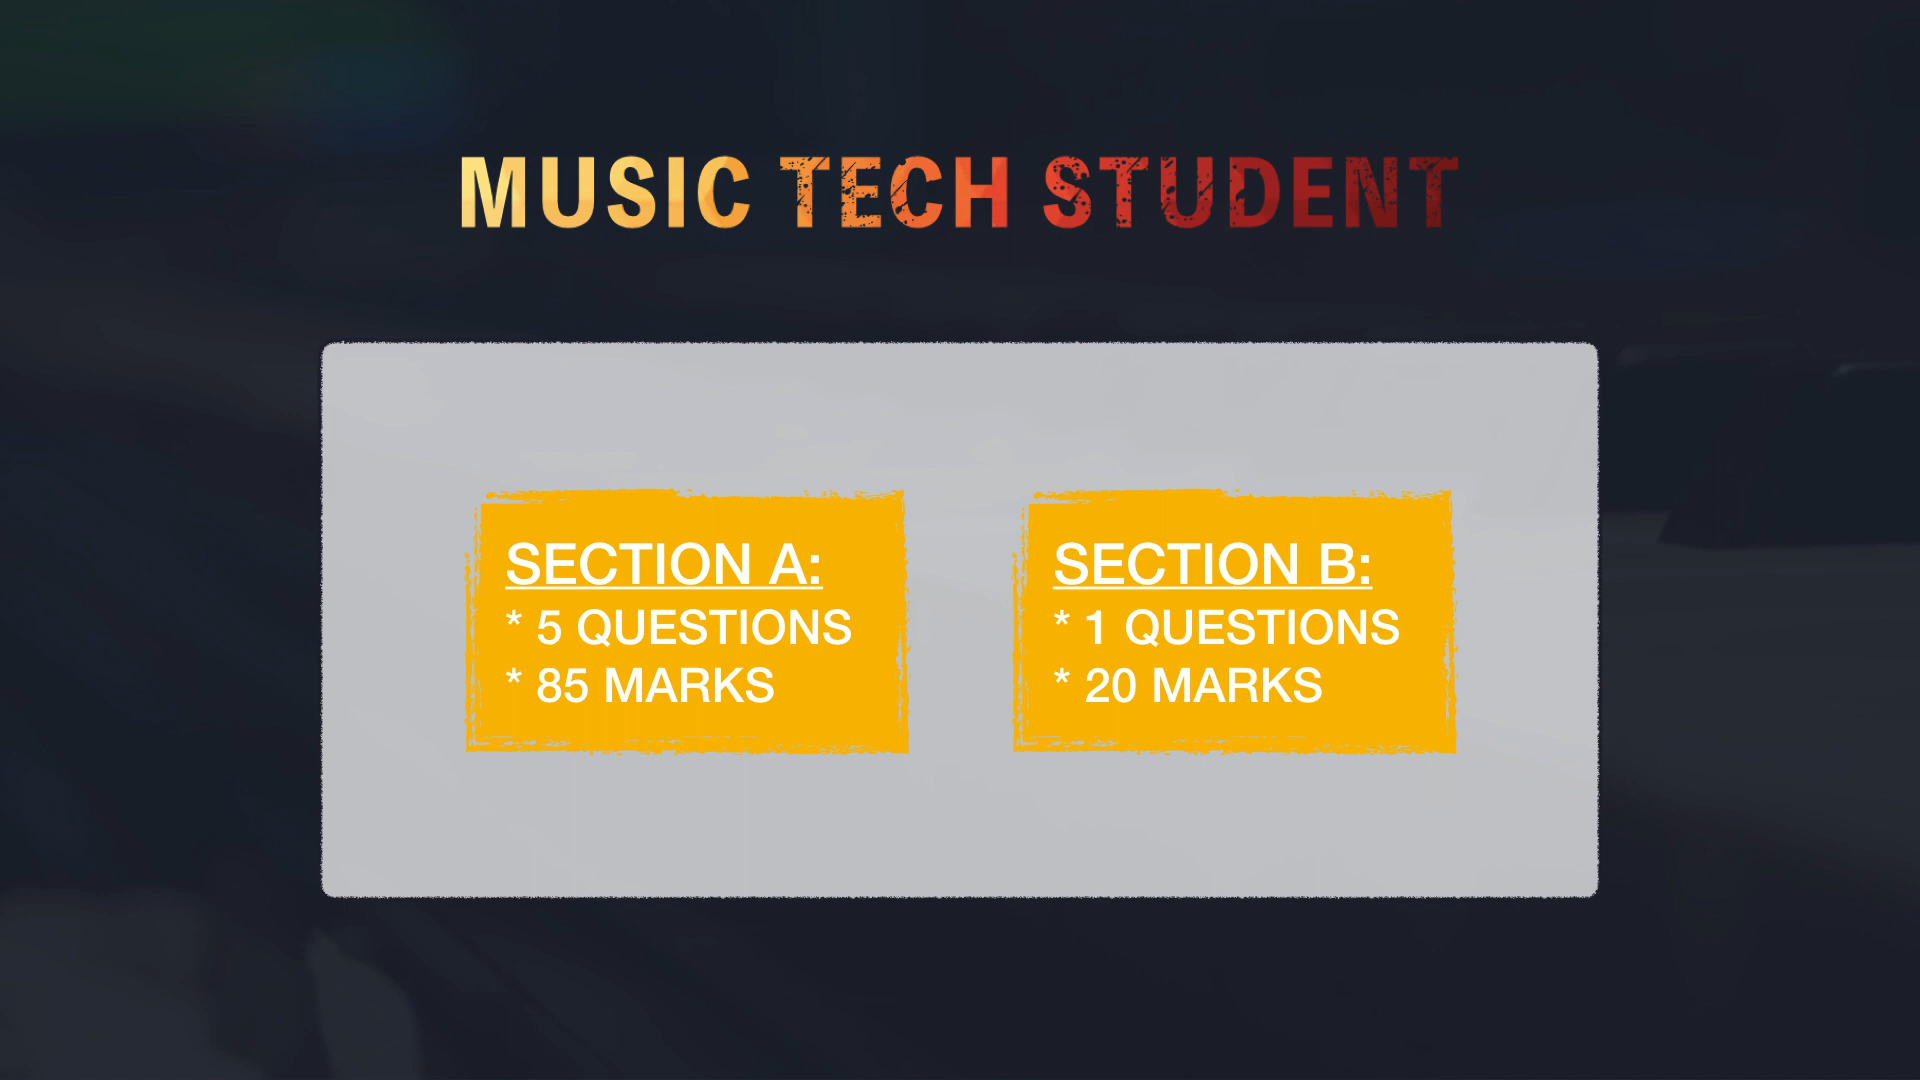 MUSIC TECH STUDENT
SECTION A:
* 5 QUESTIONS
* 85 MARKS
SECTION B:
* 1 QUESTIONS
* 20 MARKS